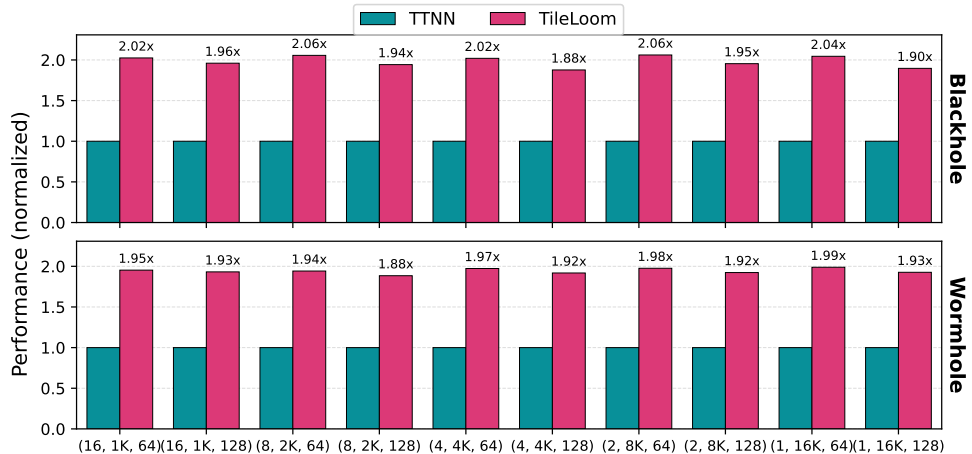 TTNN TileLoom
2.02x 1.96x 2.06x 1.94x 2.02x 1.88x 2.06x 1.95x 2.04x 1.90x
2.0
1.5
1.0
0.5
0.0
Blackhole
Performance (normalized)
1.95x 1.93x 1.94x 1.88x 1.97x 1.92x 1.98x 1.92x 1.99x 1.93x
2.0
1.5
1.0
0.5
0.0
Wormhole
(16, 1K, 64) (16, 1K, 128) (8, 2K, 64) (8, 2K, 128) (4, 4K, 64) (4, 4K, 128) (2, 8K, 64) (2, 8K, 128) (1, 16K, 64) (1, 16K, 128)